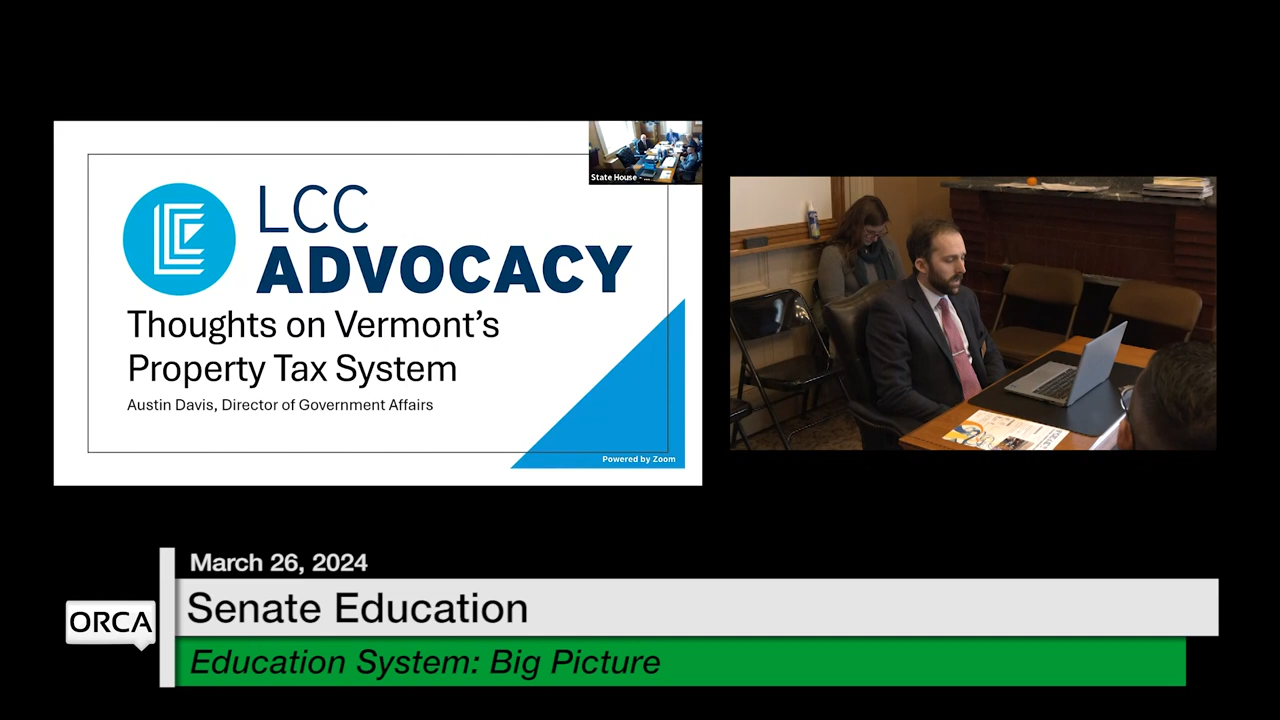 State House - ...
LCC
ADVOCACY
Thoughts on Vermont's
Property Tax System
Austin Davis, Director of Government Affairs
Powered by Zoom
March 26, 2024
Senate Education
ORCA
Education System: Big Picture